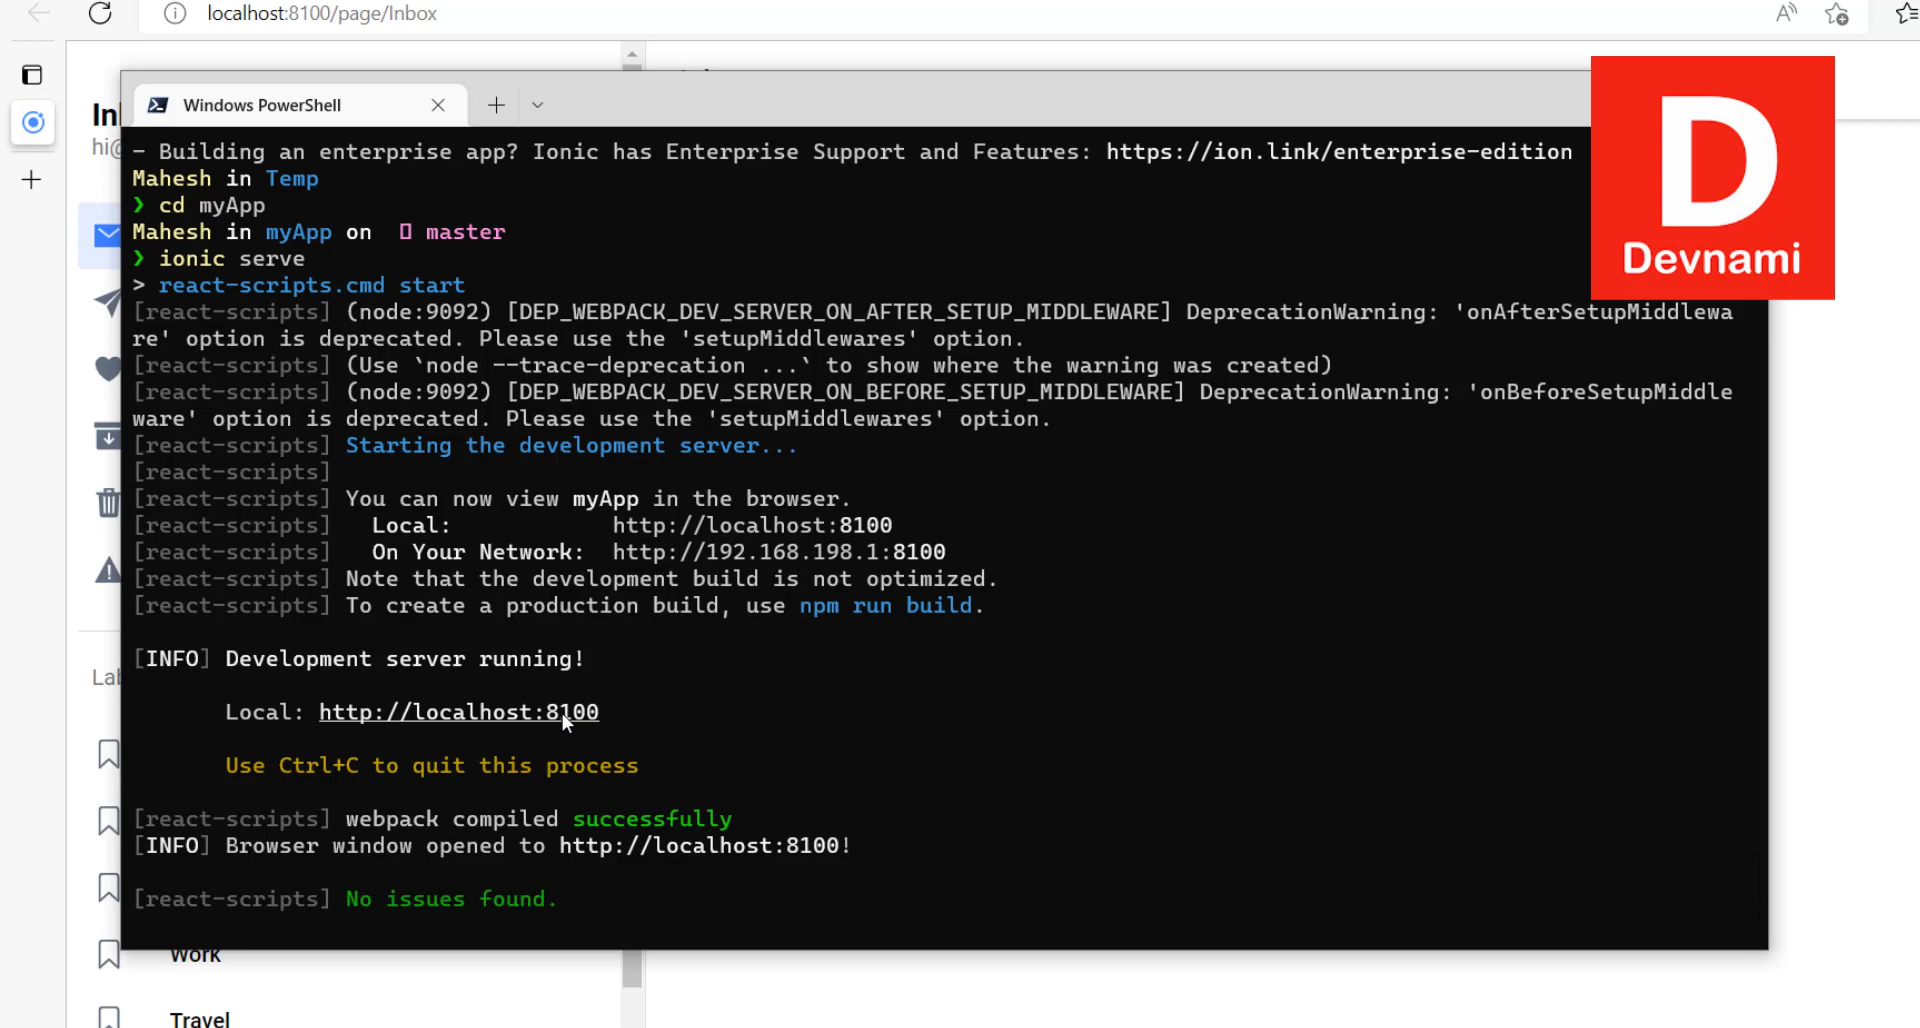 localhost:8100/page/Inbox
Windows PowerShell
- Building an enterprise app? Ionic has Enterprise Support and Features: https://ion.link/enterprise-edition
Mahesh in Temp
❯ cd myApp
Mahesh in myApp on master
❯ ionic serve
> react-scripts.cmd start
[react-scripts] (node:9092) [DEP_WEBPACK_DEV_SERVER_ON_AFTER_SETUP_MIDDLEWARE] DeprecationWarning: 'onAfterSetupMiddlewa
re' option is deprecated. Please use the 'setupMiddlewares' option.
[react-scripts] (Use `node --trace-deprecation ...` to show where the warning was created)
[react-scripts] (node:9092) [DEP_WEBPACK_DEV_SERVER_ON_BEFORE_SETUP_MIDDLEWARE] DeprecationWarning: 'onBeforeSetupMiddle
ware' option is deprecated. Please use the 'setupMiddlewares' option.
[react-scripts] Starting the development server...
[react-scripts]
[react-scripts] You can now view myApp in the browser.
[react-scripts] Local: http://localhost:8100
[react-scripts] On Your Network: http://192.168.198.1:8100
[react-scripts] Note that the development build is not optimized.
[react-scripts] To create a production build, use npm run build.
[INFO] Development server running!
Local: http://localhost:8100
Use Ctrl+C to quit this process
[react-scripts] webpack compiled successfully
[INFO] Browser window opened to http://localhost:8100!
[react-scripts] No issues found.
D
Devnami
hi@
Work
Travel